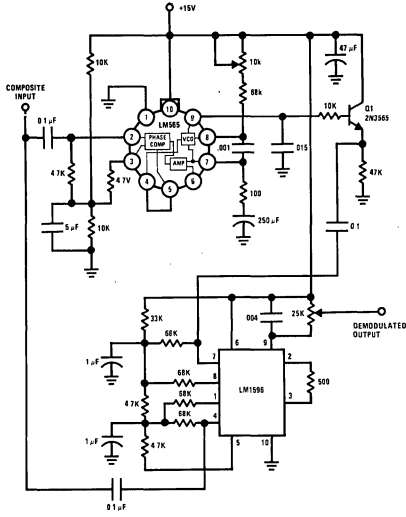 +15V
47 µF
10K
10k
COMPOSITE
INPUT
68k
10K
Q1
2N3565
1
10
9
LM565
0 1 µF
2
PHASE
COMP
VCO
8
.001
015
4 7K
3
AMP
7
47K
4 7V
4
5
6
100
5 µF
10K
250 µF
0 1
33K
004
25K
DEMODULATED
OUTPUT
68K
6
9
1 µF
7
2
68K
8
LM1596
500
68K
1
3
4 7K
68K
4
1 µF
5
10
4 7K
0 1 µF